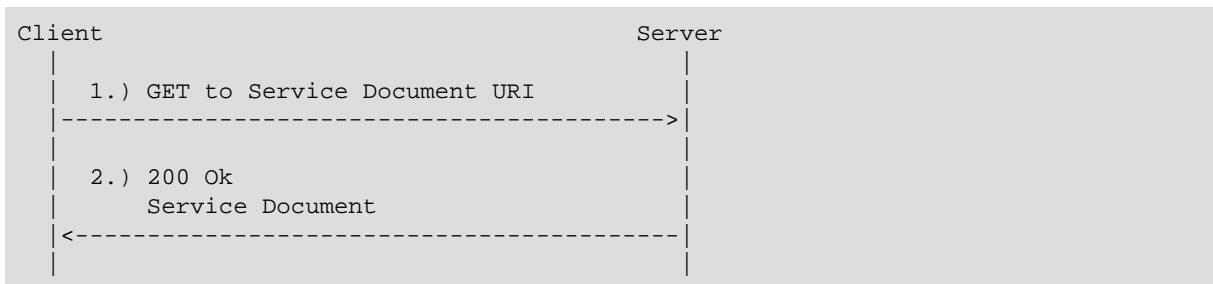 Client                                     Server
  |                                           |
  |  1.) GET to Service Document URI          |
  |------------------------------------------>|
  |                                           |
  |  2.) 200 Ok                               |
  |      Service Document                     |
  |<------------------------------------------|
  |                                           |